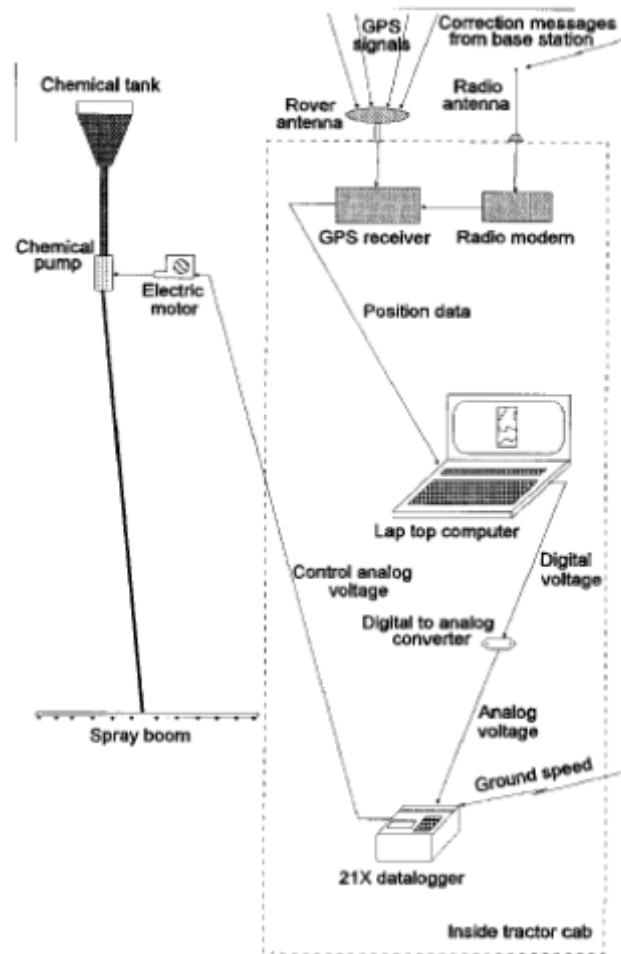 GPS
signals
Correction messages
from base station
Chemical tank
Rover
antenna
Radio
antenna
GPS receiver
Radio modem
Chemical
pump
Electric
motor
Position data
Lap top computer
Control analog
voltage
Digital
voltage
Digital to analog
converter
Spray boom
Analog
voltage
Ground speed
21X datalogger
Inside tractor cab